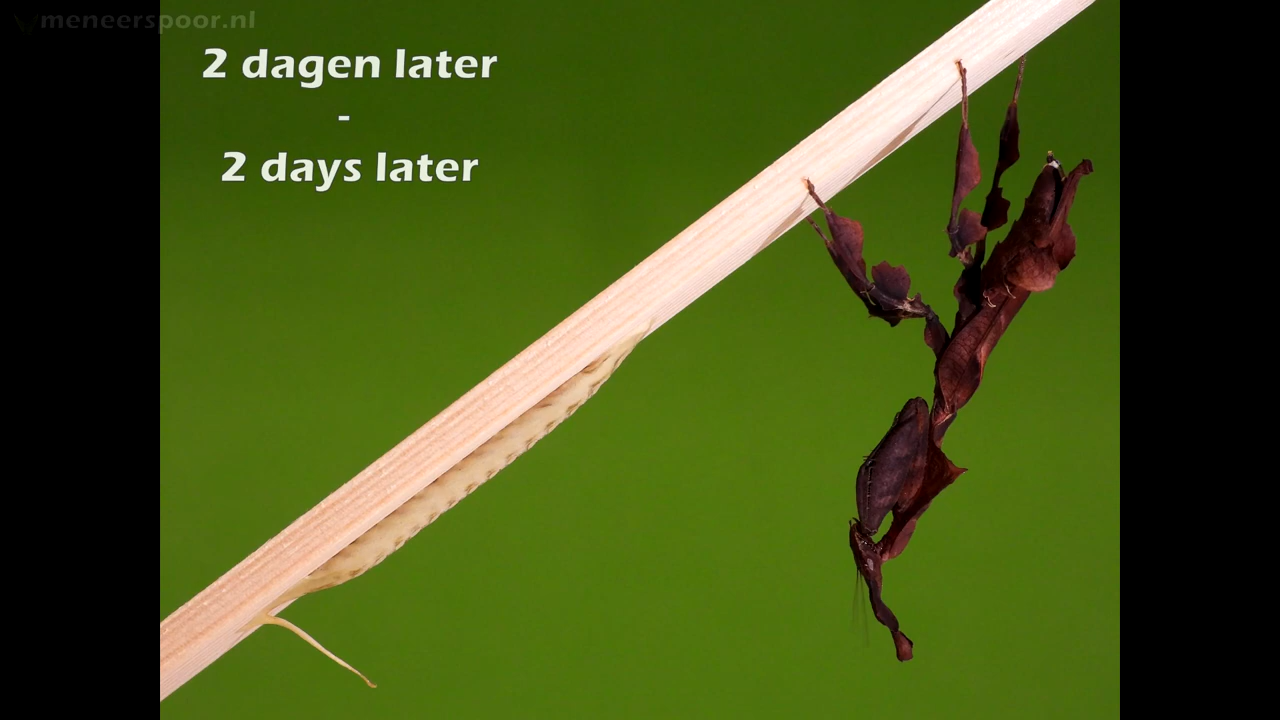 meneerspoor.nl
2 dagen later
-
2 days later